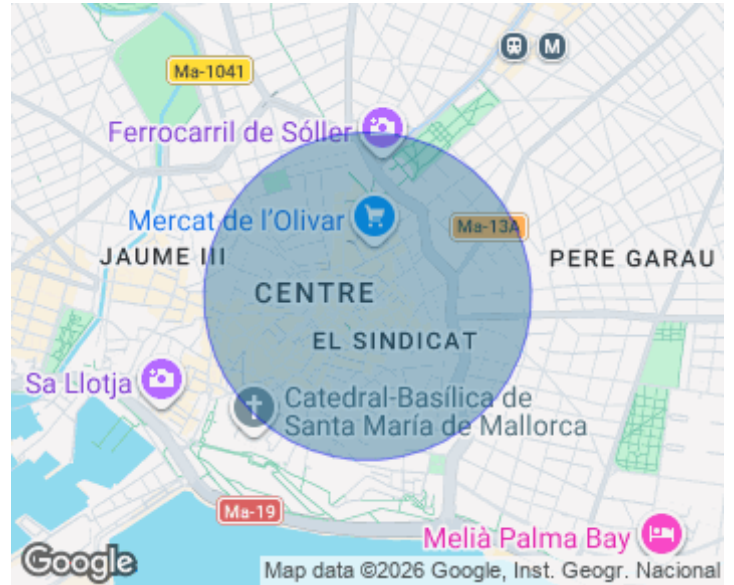 M
Ma-1041
Ferrocarril de Sóller
Mercat de l'Olivar
Ma-13A
JAUME III
PERE GARAU
CENTRE
EL SINDICAT
Sa Llotja
Catedral-Basílica de
Santa María de Mallorca
Ma-19
Melià Palma Bay
Google
Map data ©2026 Google, Inst. Geogr. Nacional